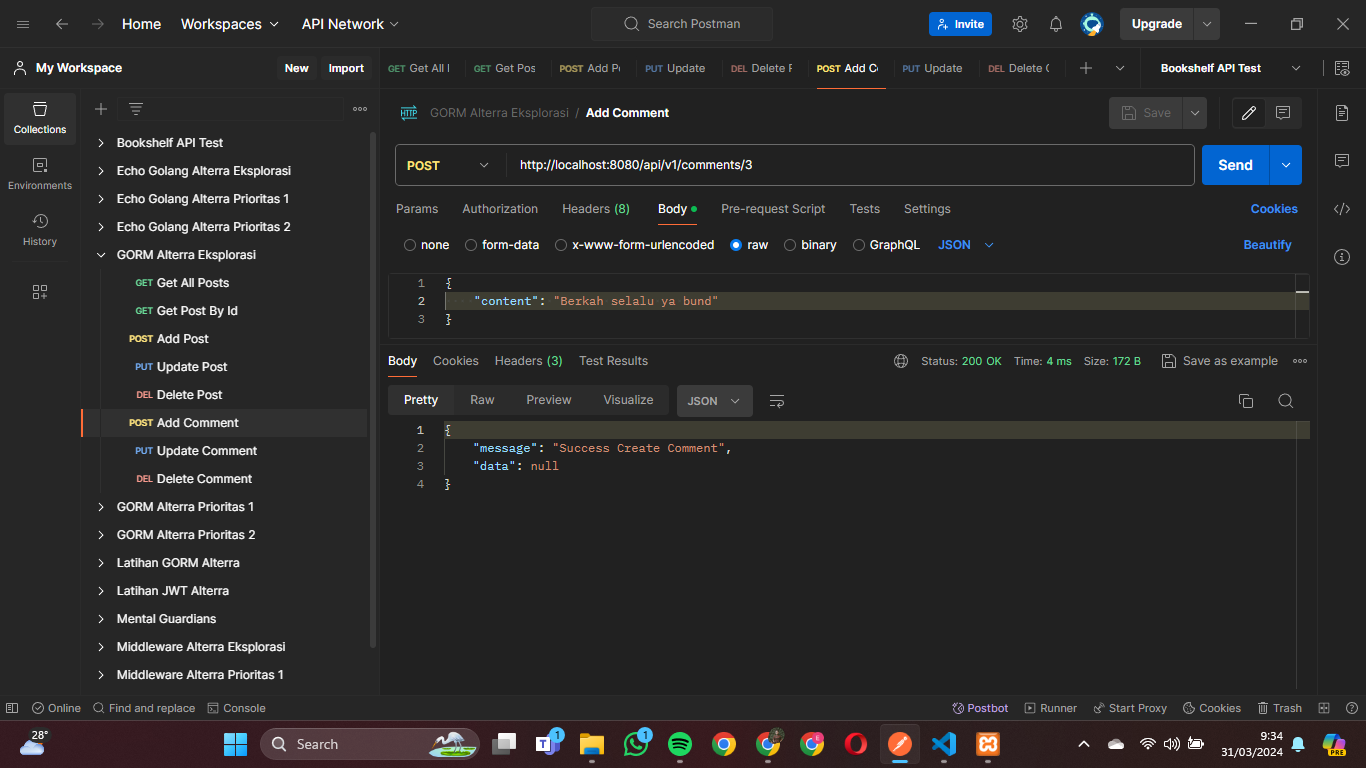 Home Workspaces API Network Search Postman Invite Upgrade
My Workspace New Import GET Get All GET Get Pos POST Add P PUT Update DEL Delete POST Add Co PUT Update DEL Delete Bookshelf API Test
Collections
Environments
History
Bookshelf API Test
Echo Golang Alterra Eksplorasi
Echo Golang Alterra Prioritas 1
Echo Golang Alterra Prioritas 2
GORM Alterra Eksplorasi
GET Get All Posts
GET Get Post By Id
POST Add Post
PUT Update Post
DEL Delete Post
POST Add Comment
PUT Update Comment
DEL Delete Comment
GORM Alterra Prioritas 1
GORM Alterra Prioritas 2
Latihan GORM Alterra
Latihan JWT Alterra
Mental Guardians
Middleware Alterra Eksplorasi
Middleware Alterra Prioritas 1
HTTP GORM Alterra Eksplorasi / Add Comment Save
POST http://localhost:8080/api/v1/comments/3 Send
Params Authorization Headers (8) Body Pre-request Script Tests Settings Cookies
none form-data x-www-form-urlencoded raw binary GraphQL JSON Beautify
1 {
2 "content": "Berkah selalu ya bund"
3 }
Body Cookies Headers (3) Test Results Status: 200 OK Time: 4 ms Size: 172 B Save as example
Pretty Raw Preview Visualize JSON
1 {
2 "message": "Success Create Comment",
3 "data": null
4 }
Online Find and replace Console Postbot Runner Start Proxy Cookies Trash
28° Search 1 1 9:34
31/03/2024
PRE